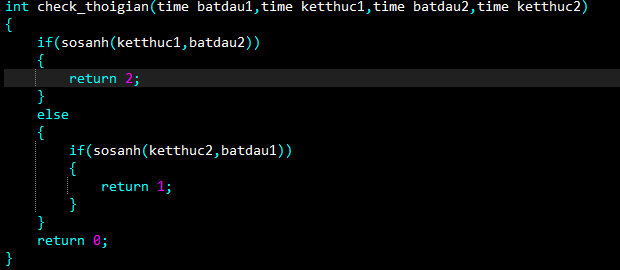 int check_thoigian(time batdau1,time ketthuc1,time batdau2,time ketthuc2)
{
    if(sosanh(ketthuc1,batdau2))
    {
        return 2;
    }
    else
    {
        if(sosanh(ketthuc2,batdau1))
        {
            return 1;
        }
    }
    return 0;
}